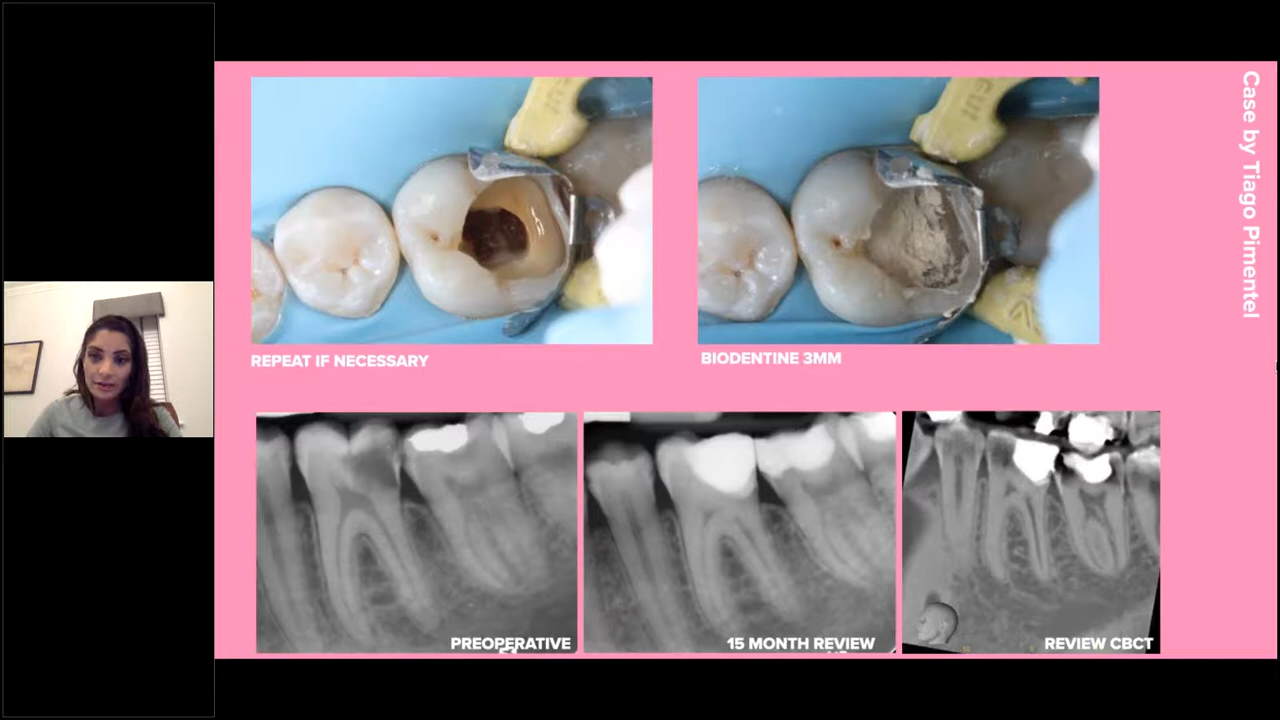 Case by Tiago Pimentel
REPEAT IF NECESSARY
BIODENTINE 3MM
PREOPERATIVE
15 MONTH REVIEW
REVIEW CBCT